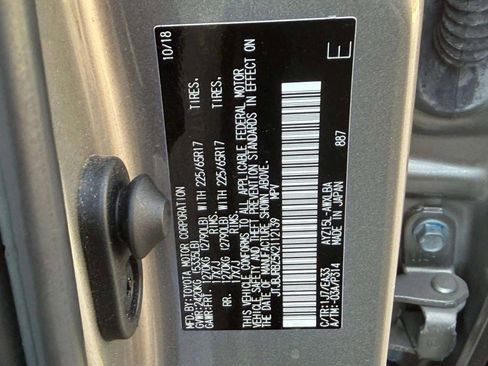 MFD.BY:TOYOTA MOTOR CORPORATION 10/18
GVWR:2420KG (5335LB)
GAWR:FRT 1270KG (2790LB) WITH 225/65R17 TIRES.
17X7J RIMS.
RR. 1270KG (2790LB) WITH 225/65R17 TIRES.
17X7J RIMS.
THIS VEHICLE CONFORMS TO ALL APPLICABLE FEDERAL MOTOR
VEHICLE SAFETY AND THEFT PREVENTION STANDARDS IN EFFECT ON
THE DATE OF MANUFACTURE SHOWN ABOVE.
MPV
E
C/TR:1J7/EA33 AYZ15L-AWXLBA
A/TM:-03A/P314 MADE IN JAPAN
887